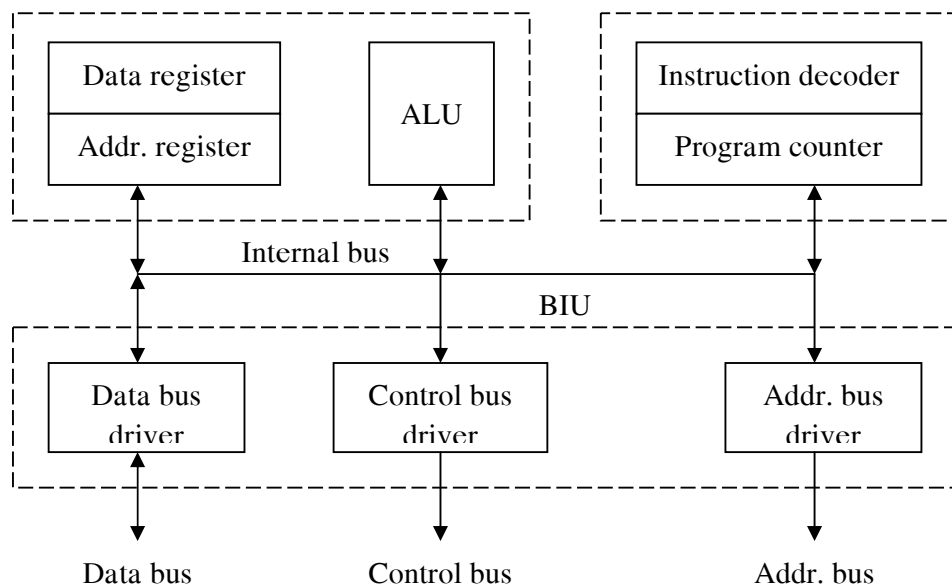 Data register
Addr. register
ALU
Instruction decoder
Program counter
Internal bus
BIU
Data bus
driver
Control bus
driver
Addr. bus
driver
Data bus
Control bus
Addr. bus